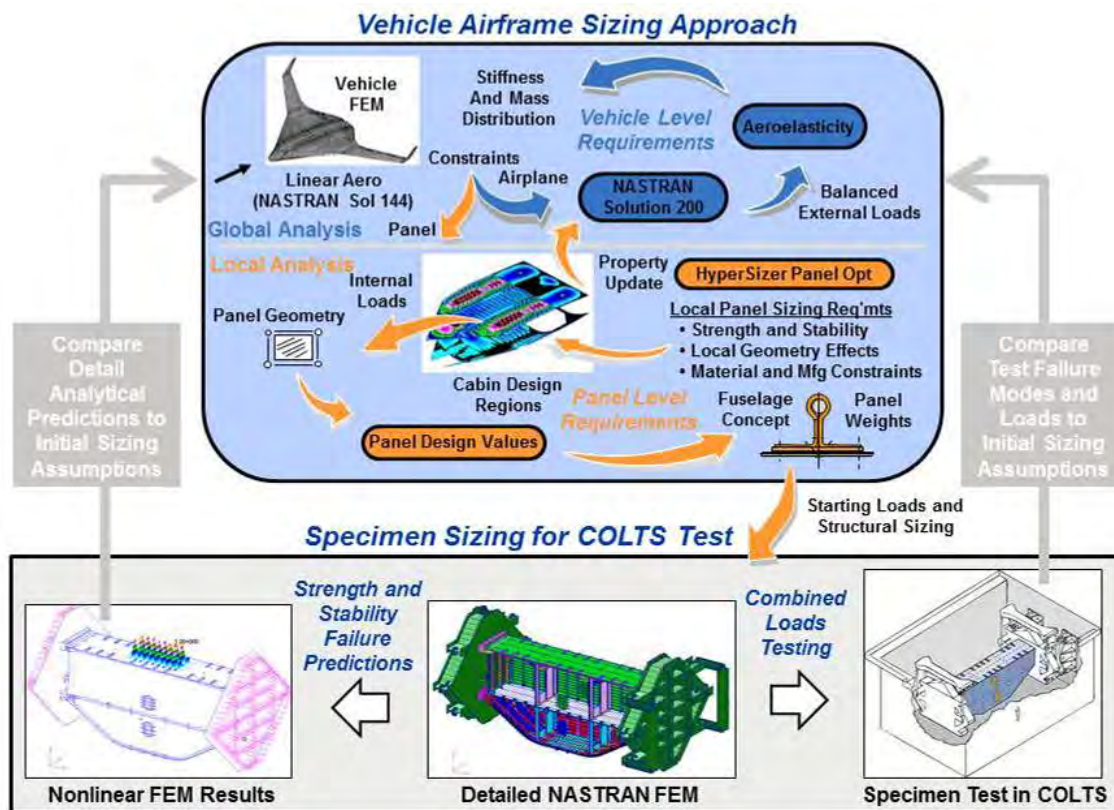 Vehicle Airframe Sizing Approach
Vehicle
FEM
Linear Aero
(NASTRAN Sol 144)
Stiffness
And Mass
Distribution
Vehicle Level
Requirements
Aeroelasticity
Constraints
Airplane
Panel
NASTRAN
Solution 200
Balanced
External Loads
Global Analysis
Local Analysis
Internal
Loads
Panel Geometry
Property
Update
HyperSizer Panel Opt
Local Panel Sizing Req'mts
• Strength and Stability
• Local Geometry Effects
• Material and Mfg Constraints
Cabin Design
Regions
Panel Level
Requirements
Panel Design Values
Fuselage
Concept
Panel
Weights
Compare
Detail
Analytical
Predictions to
Initial Sizing
Assumptions
Compare
Test Failure
Modes and
Loads to
Initial Sizing
Assumptions
Starting Loads and
Structural Sizing
Specimen Sizing for COLTS Test
Strength and
Stability
Failure
Predictions
Combined
Loads
Testing
Nonlinear FEM Results
Detailed NASTRAN FEM
Specimen Test in COLTS